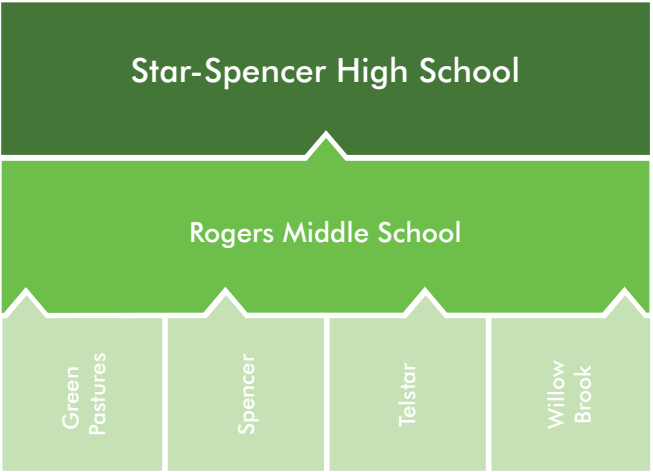 Star-Spencer High School
Rogers Middle School
Green
Pastures
Spencer
Telstar
Willow
Brook